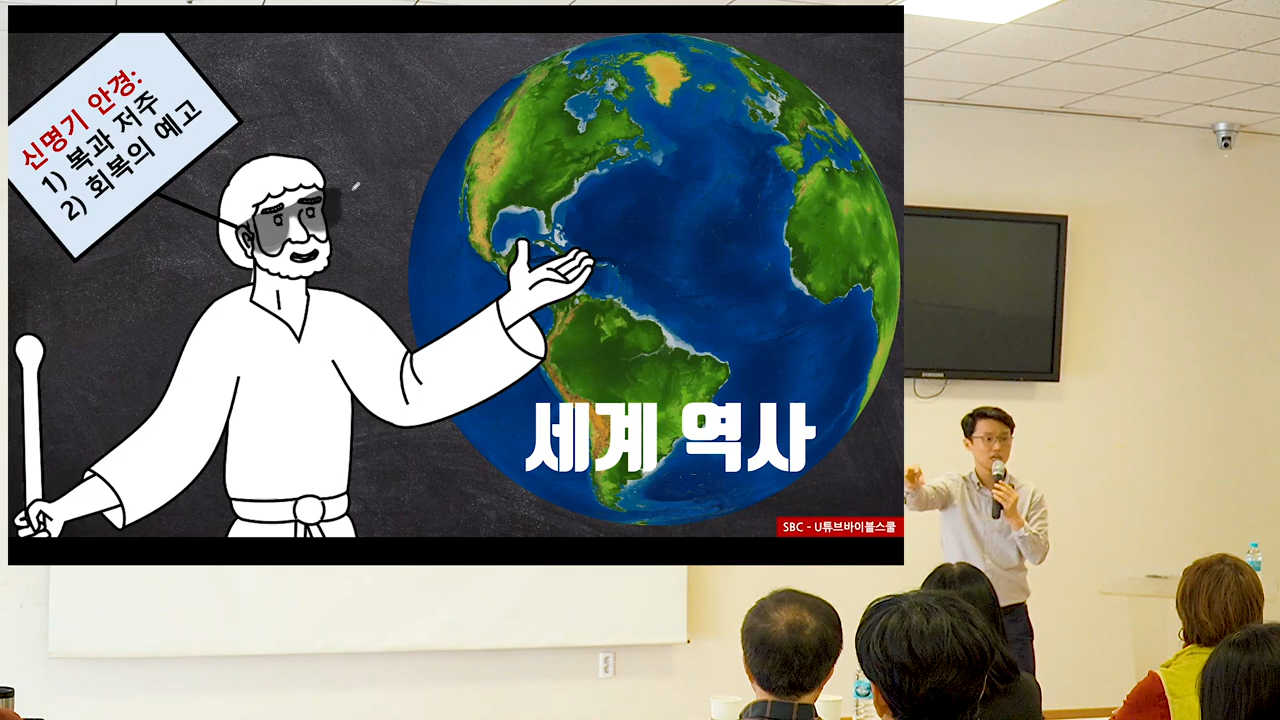 신명기 안경:
1) 복과 저주
2) 회복의 예고
세계 역사
SBC - U튜브바이블스쿨